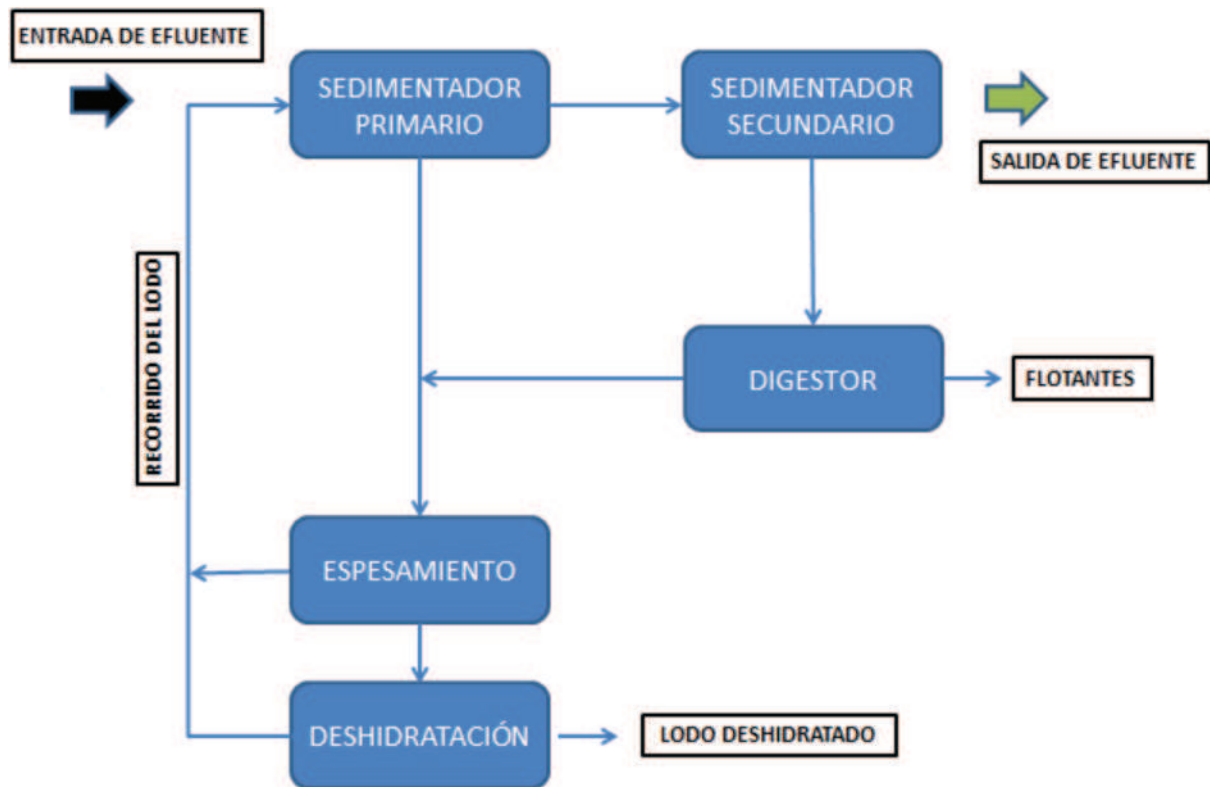 ENTRADA DE EFLUENTE
SEDIMENTADOR
PRIMARIO
SEDIMENTADOR
SECUNDARIO
SALIDA DE EFLUENTE
RECORRIDO DEL LODO
DIGESTOR
FLOTANTES
ESPESAMIENTO
DESHIDRATACIÓN
LODO DESHIDRATADO